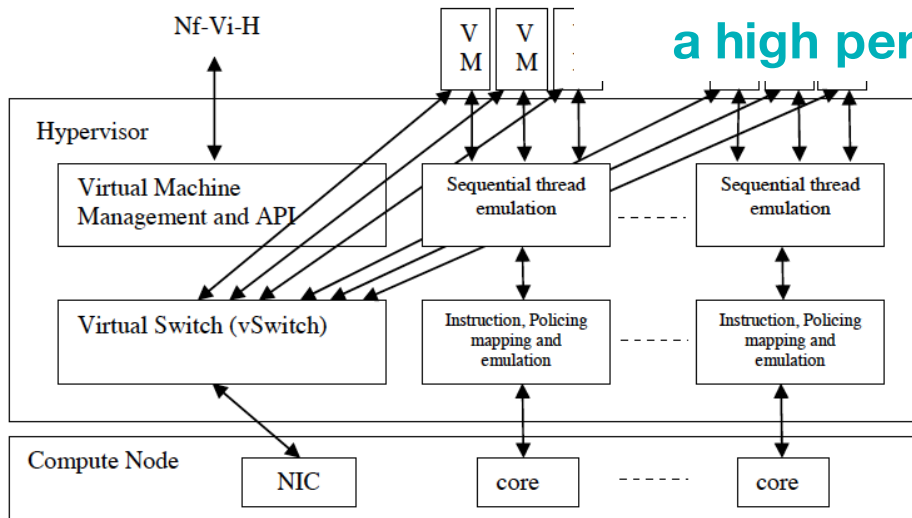 Nf-Vi-H
V
M
V
M
a high per
Hypervisor
Virtual Machine
Management and API
Sequential thread
emulation
Sequential thread
emulation
Virtual Switch (vSwitch)
Instruction, Policing
mapping and
emulation
Instruction, Policing
mapping and
emulation
Compute Node
NIC
core
core